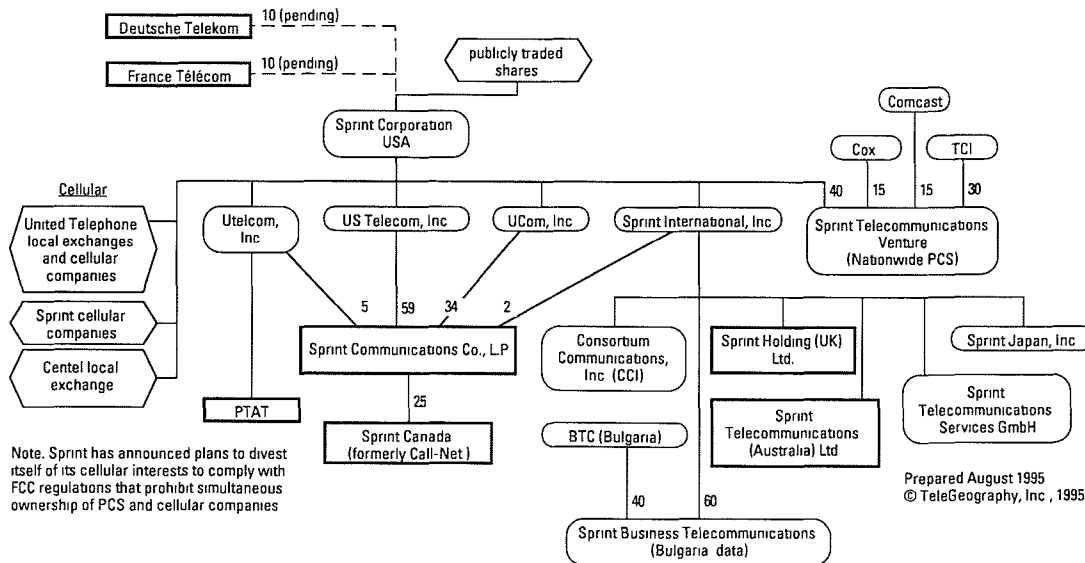 10 (pending)
Deutsche Telekom
10 (pending)
France Télécom
publicly traded
shares
Sprint Corporation
USA
Comcast
Cox
TCI
40
15
15
30
Cellular
United Telephone
local exchanges
and cellular
companies
Utelcom,
Inc
US Telecom, Inc
UCom, Inc
Sprint International, Inc
Sprint Telecommunications
Venture
(Nationwide PCS)
Sprint cellular
companies
Centel local
exchange
5
59
34
2
Sprint Communications Co., L.P
Consortium
Communications,
Inc (CCI)
Sprint Holding (UK)
Ltd.
Sprint Japan, Inc
PTAT
25
Sprint Canada
(formerly Call-Net)
BTC (Bulgaria)
Sprint
Telecommunications
(Australia) Ltd
Sprint
Telecommunications
Services GmbH
Note. Sprint has announced plans to divest
itself of its cellular interests to comply with
FCC regulations that prohibit simultaneous
ownership of PCS and cellular companies
40
60
Sprint Business Telecommunications
(Bulgaria data)
Prepared August 1995
© TeleGeography, Inc , 1995